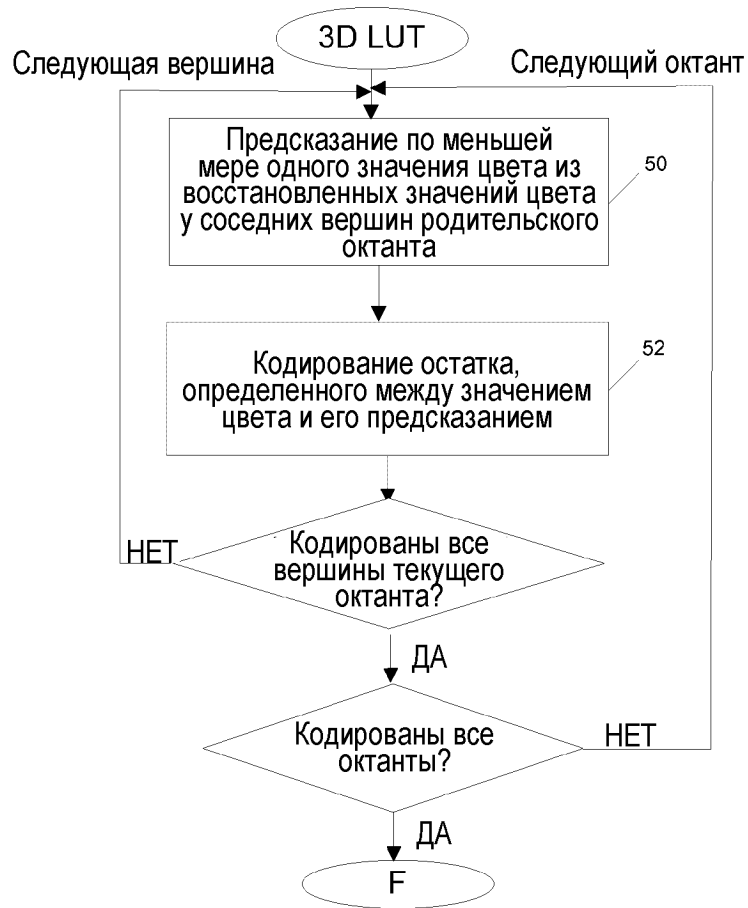 3D LUT
Следующая вершина
Следующий октант
Предсказание по меньшей
мере одного значения цвета из
восстановленных значений цвета
у соседних вершин родительского
октанта
50
Кодирование остатка,
определенного между значением
цвета и его предсказанием
52
Кодированы все
вершины текущего
октанта?
НЕТ
ДА
Кодированы все
октанты?
НЕТ
ДА
F